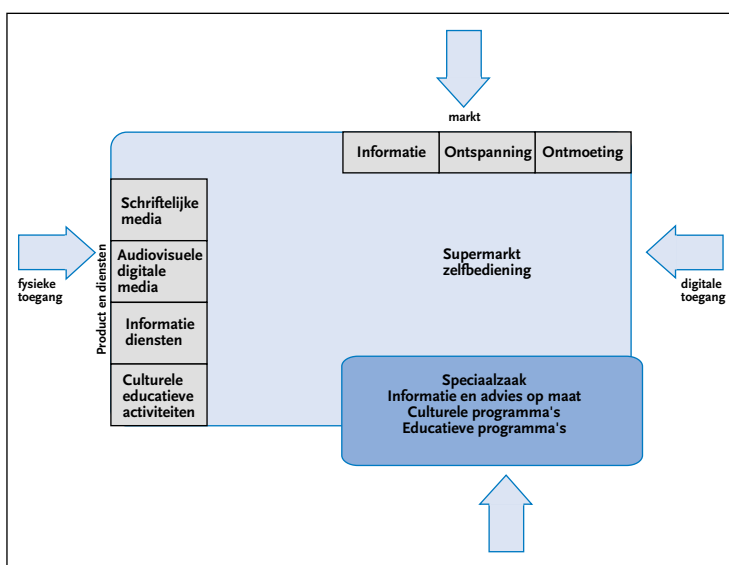 markt
Informatie
Ontspanning
Ontmoeting
Schriftelijke
media
Audiovisuele
digitale
media
Informatie
diensten
Culturele
educatieve
activiteiten
Product en diensten
fysieke
toegang
Supermarkt
zelfbediening
digitale
toegang
Speciaalzaak
Informatie en advies op maat
Culturele programma's
Educatieve programma's